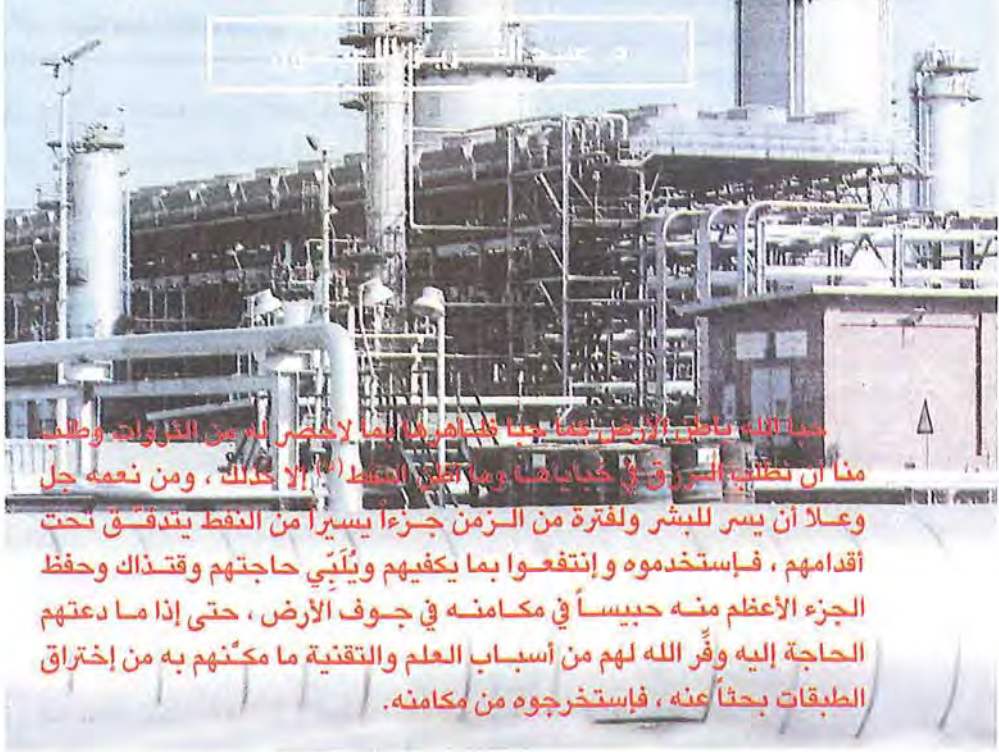 حبا الله باطن الأرض كما حبا ظاهرها بما لاحصر له من الثروات وطلب
منا أن نطلب الرزق في خباياها وما أظن النفط(*) إلا كذلك ، ومن نعمه جل
وعلا أن يسر للبشر ولفترة من الزمن جزءاً يسيراً من النفط يتدفق تحت
أقدامهم ، فإستخدموه وإنتفعوا بما يكفيهم ويُلَبِّي حاجتهم وقتذاك وحفظ
الجزء الأعظم منه حبيساً في مكامنه في جوف الأرض ، حتى إذا ما دعتهم
الحاجة إليه وفَّر الله لهم من أسباب العلم والتقنية ما مكَّنهم به من إختراق
الطبقات بحثاً عنه ، فإستخرجوه من مكامنه.